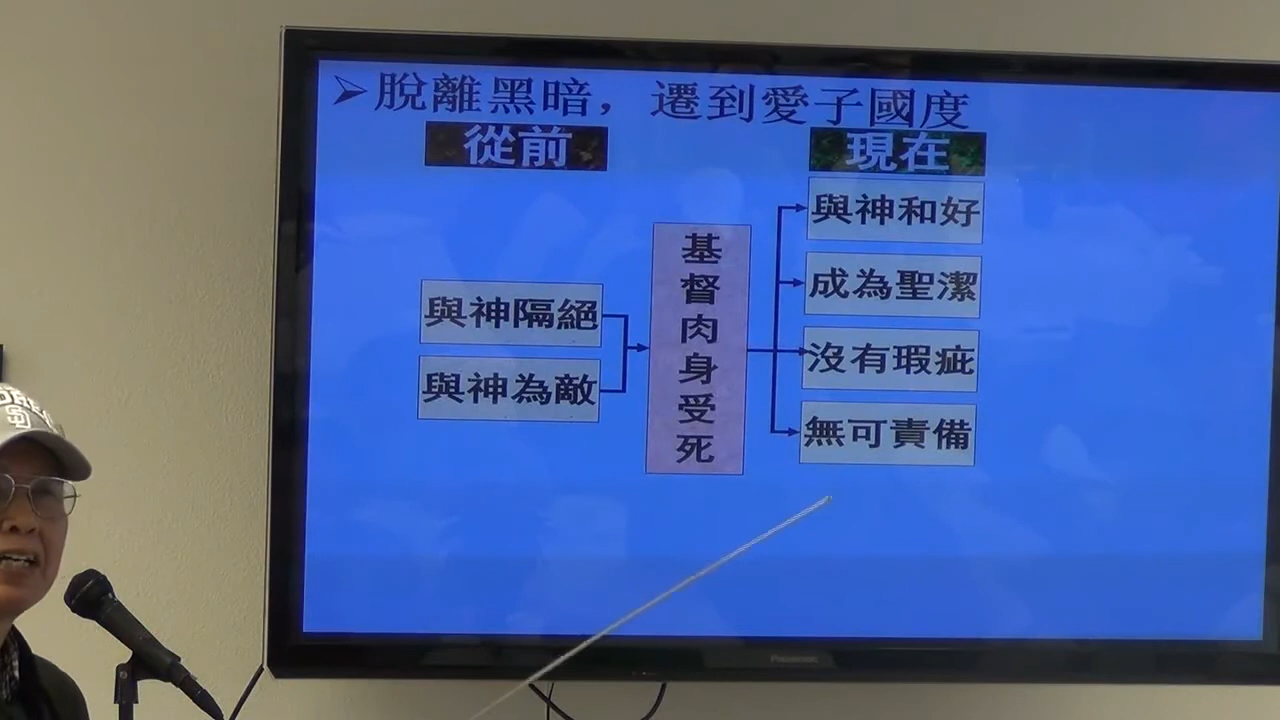 脫離黑暗，遷到愛子國度
從前
現在
與神隔絕
與神為敵
基督肉身受死
與神和好
成為聖潔
沒有瑕疵
無可責備
Panasonic
SD